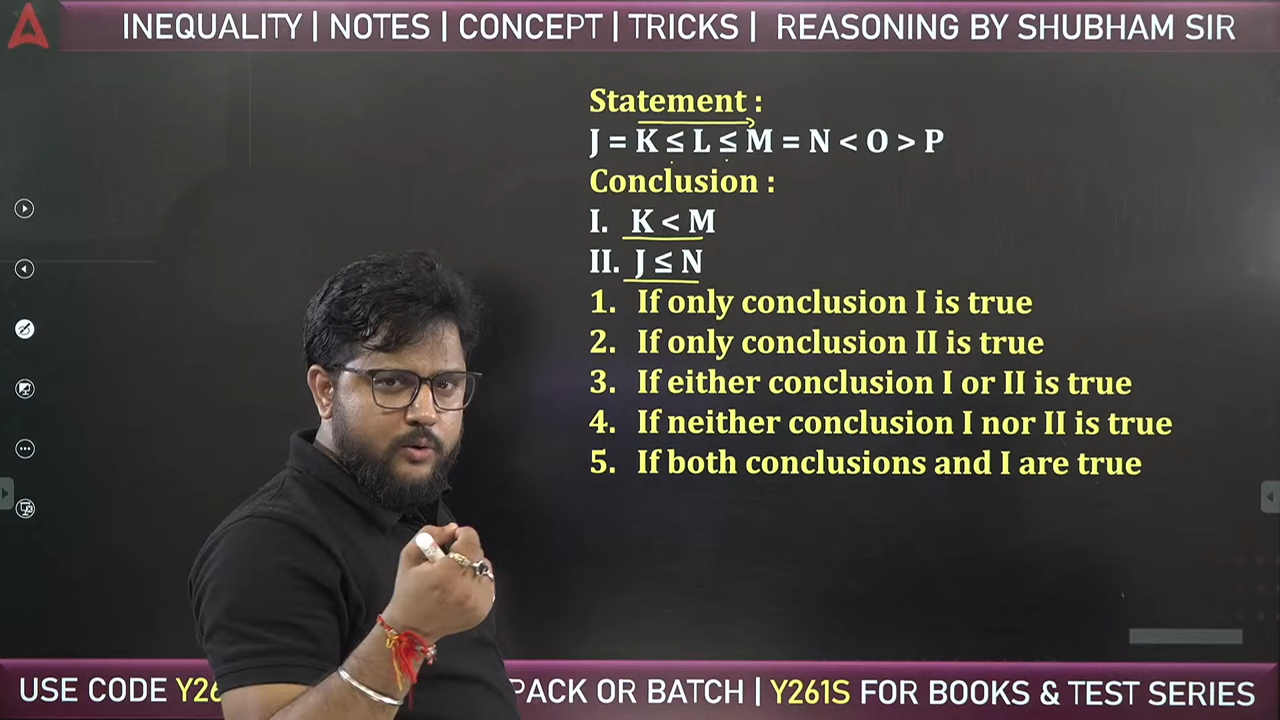 INEQUALITY | NOTES | CONCEPT | TRICKS | REASONING BY SHUBHAM SIR
Statement :
J = K ≤ L ≤ M = N < O > P
Conclusion :
I. K < M
II. J ≤ N
1. If only conclusion I is true
2. If only conclusion II is true
3. If either conclusion I or II is true
4. If neither conclusion I nor II is true
5. If both conclusions and I are true
USE CODE Y26 PACK OR BATCH | Y261S FOR BOOKS & TEST SERIES